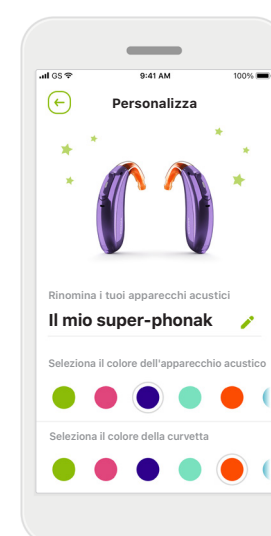 GS 9:41 AM 100%
Personalizza
Rinomina i tuoi apparecchi acustici
Il mio super-phonak
Seleziona il colore dell'apparecchio acustico
Seleziona il colore della curvetta